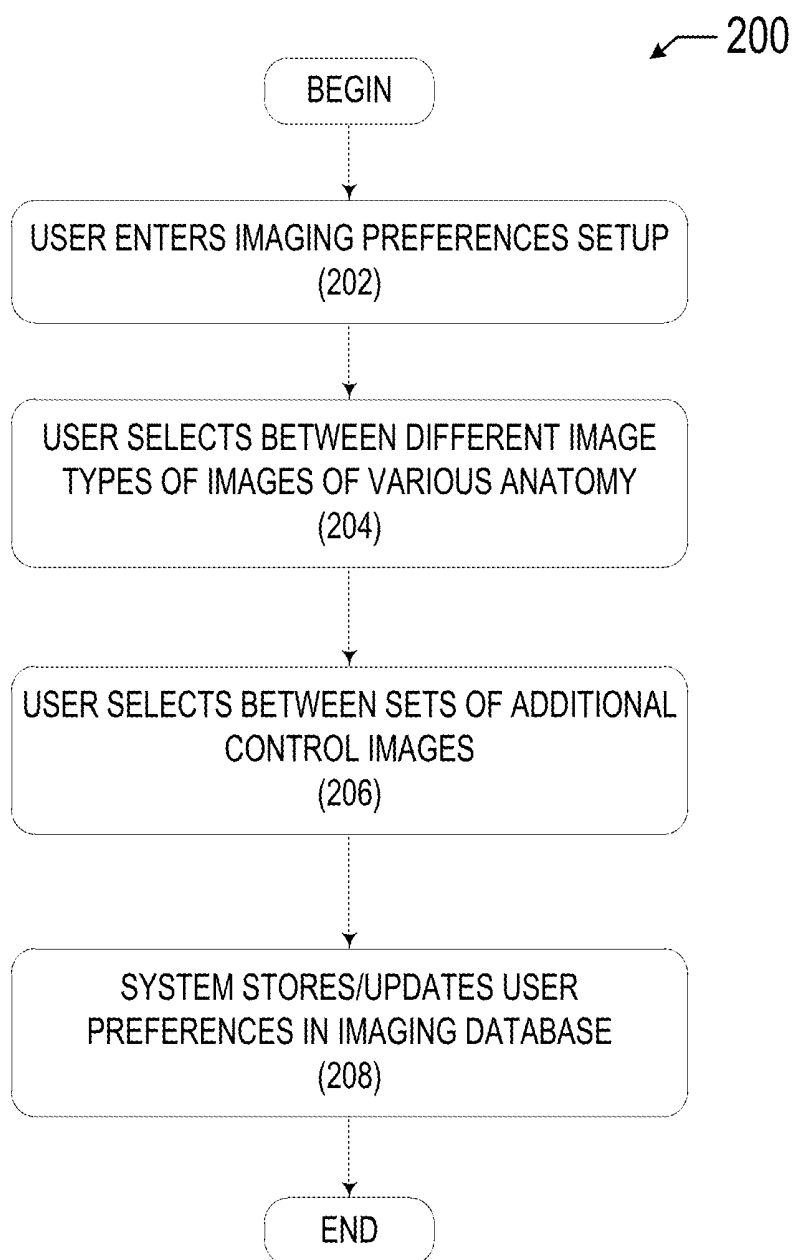 200
BEGIN
USER ENTERS IMAGING PREFERENCES SETUP
(202)
USER SELECTS BETWEEN DIFFERENT IMAGE
TYPES OF IMAGES OF VARIOUS ANATOMY
(204)
USER SELECTS BETWEEN SETS OF ADDITIONAL
CONTROL IMAGES
(206)
SYSTEM STORES/UPDATES USER
PREFERENCES IN IMAGING DATABASE
(208)
END